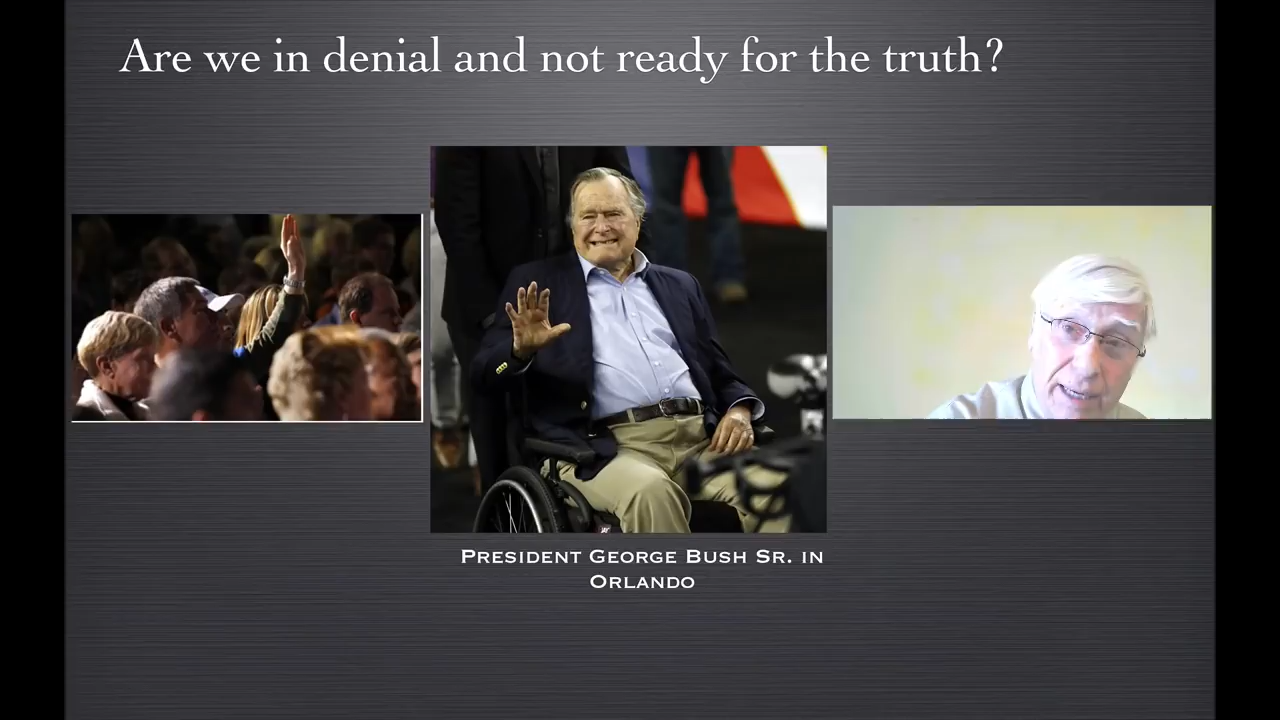 Are we in denial and not ready for the truth?
President George Bush Sr. in
Orlando